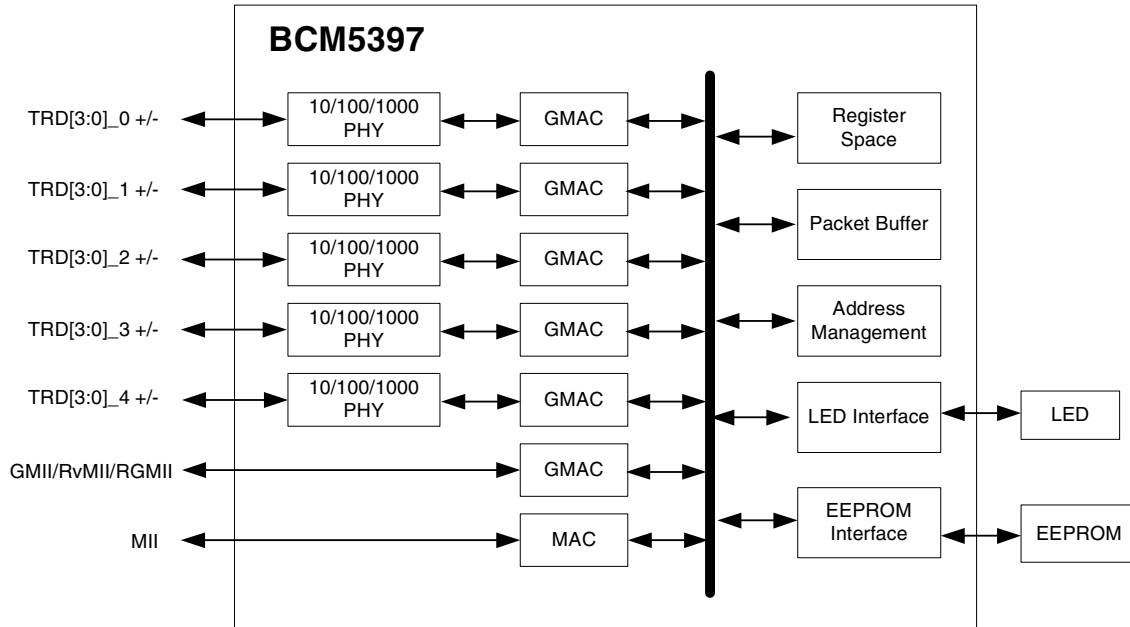 BCM5397
TRD[3:0]_0 +/-
10/100/1000
PHY
GMAC
Register
Space
TRD[3:0]_1 +/-
10/100/1000
PHY
GMAC
Packet Buffer
TRD[3:0]_2 +/-
10/100/1000
PHY
GMAC
Address
Management
TRD[3:0]_3 +/-
10/100/1000
PHY
GMAC
TRD[3:0]_4 +/-
10/100/1000
PHY
GMAC
LED Interface
LED
GMII/RvMII/RGMII
GMAC
EEPROM
Interface
EEPROM
MII
MAC